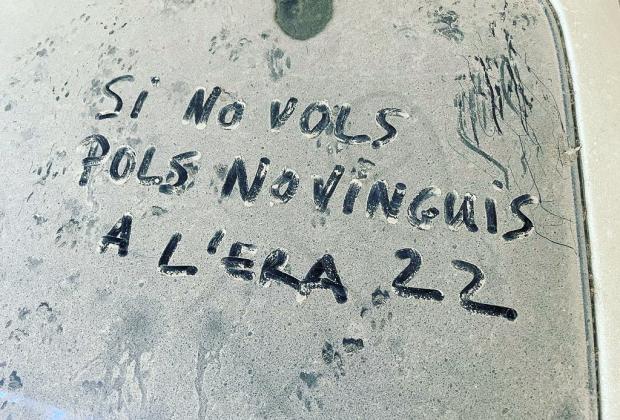 Si NO VOLS
POLS NO VINGUIS
A L'ERA 22